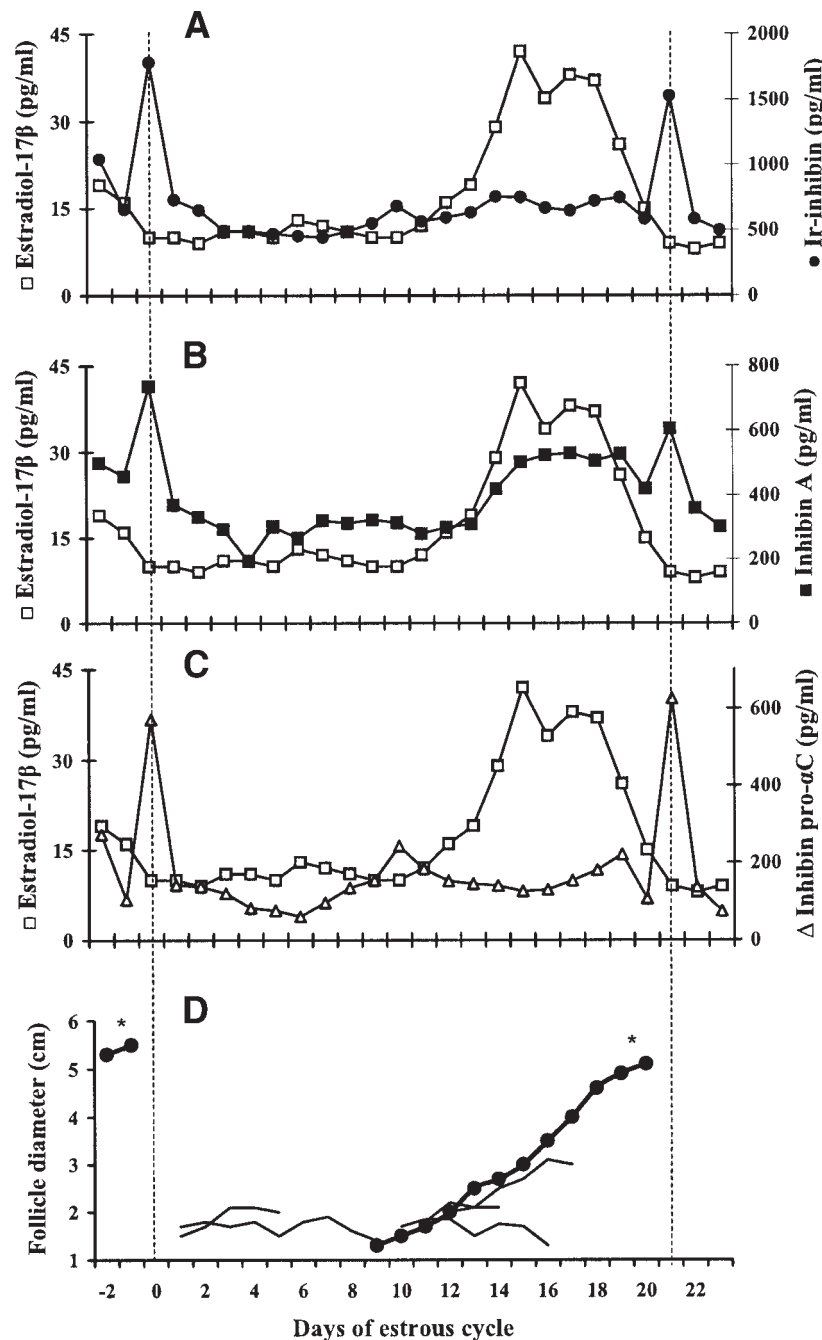 A
45
30
15
0
□ Estradiol-17β (pg/ml)
2000
1500
1000
500
0
● Ir-inhibin (pg/ml)
B
45
30
15
0
□ Estradiol-17β (pg/ml)
800
600
400
200
0
■ Inhibin A (pg/ml)
C
45
30
15
0
□ Estradiol-17β (pg/ml)
600
400
200
0
Δ Inhibin pro-αC (pg/ml)
D
* *
6
5
4
3
2
1
Follicle diameter (cm)
-2 0 2 4 6 8 10 12 14 16 18 20 22
Days of estrous cycle